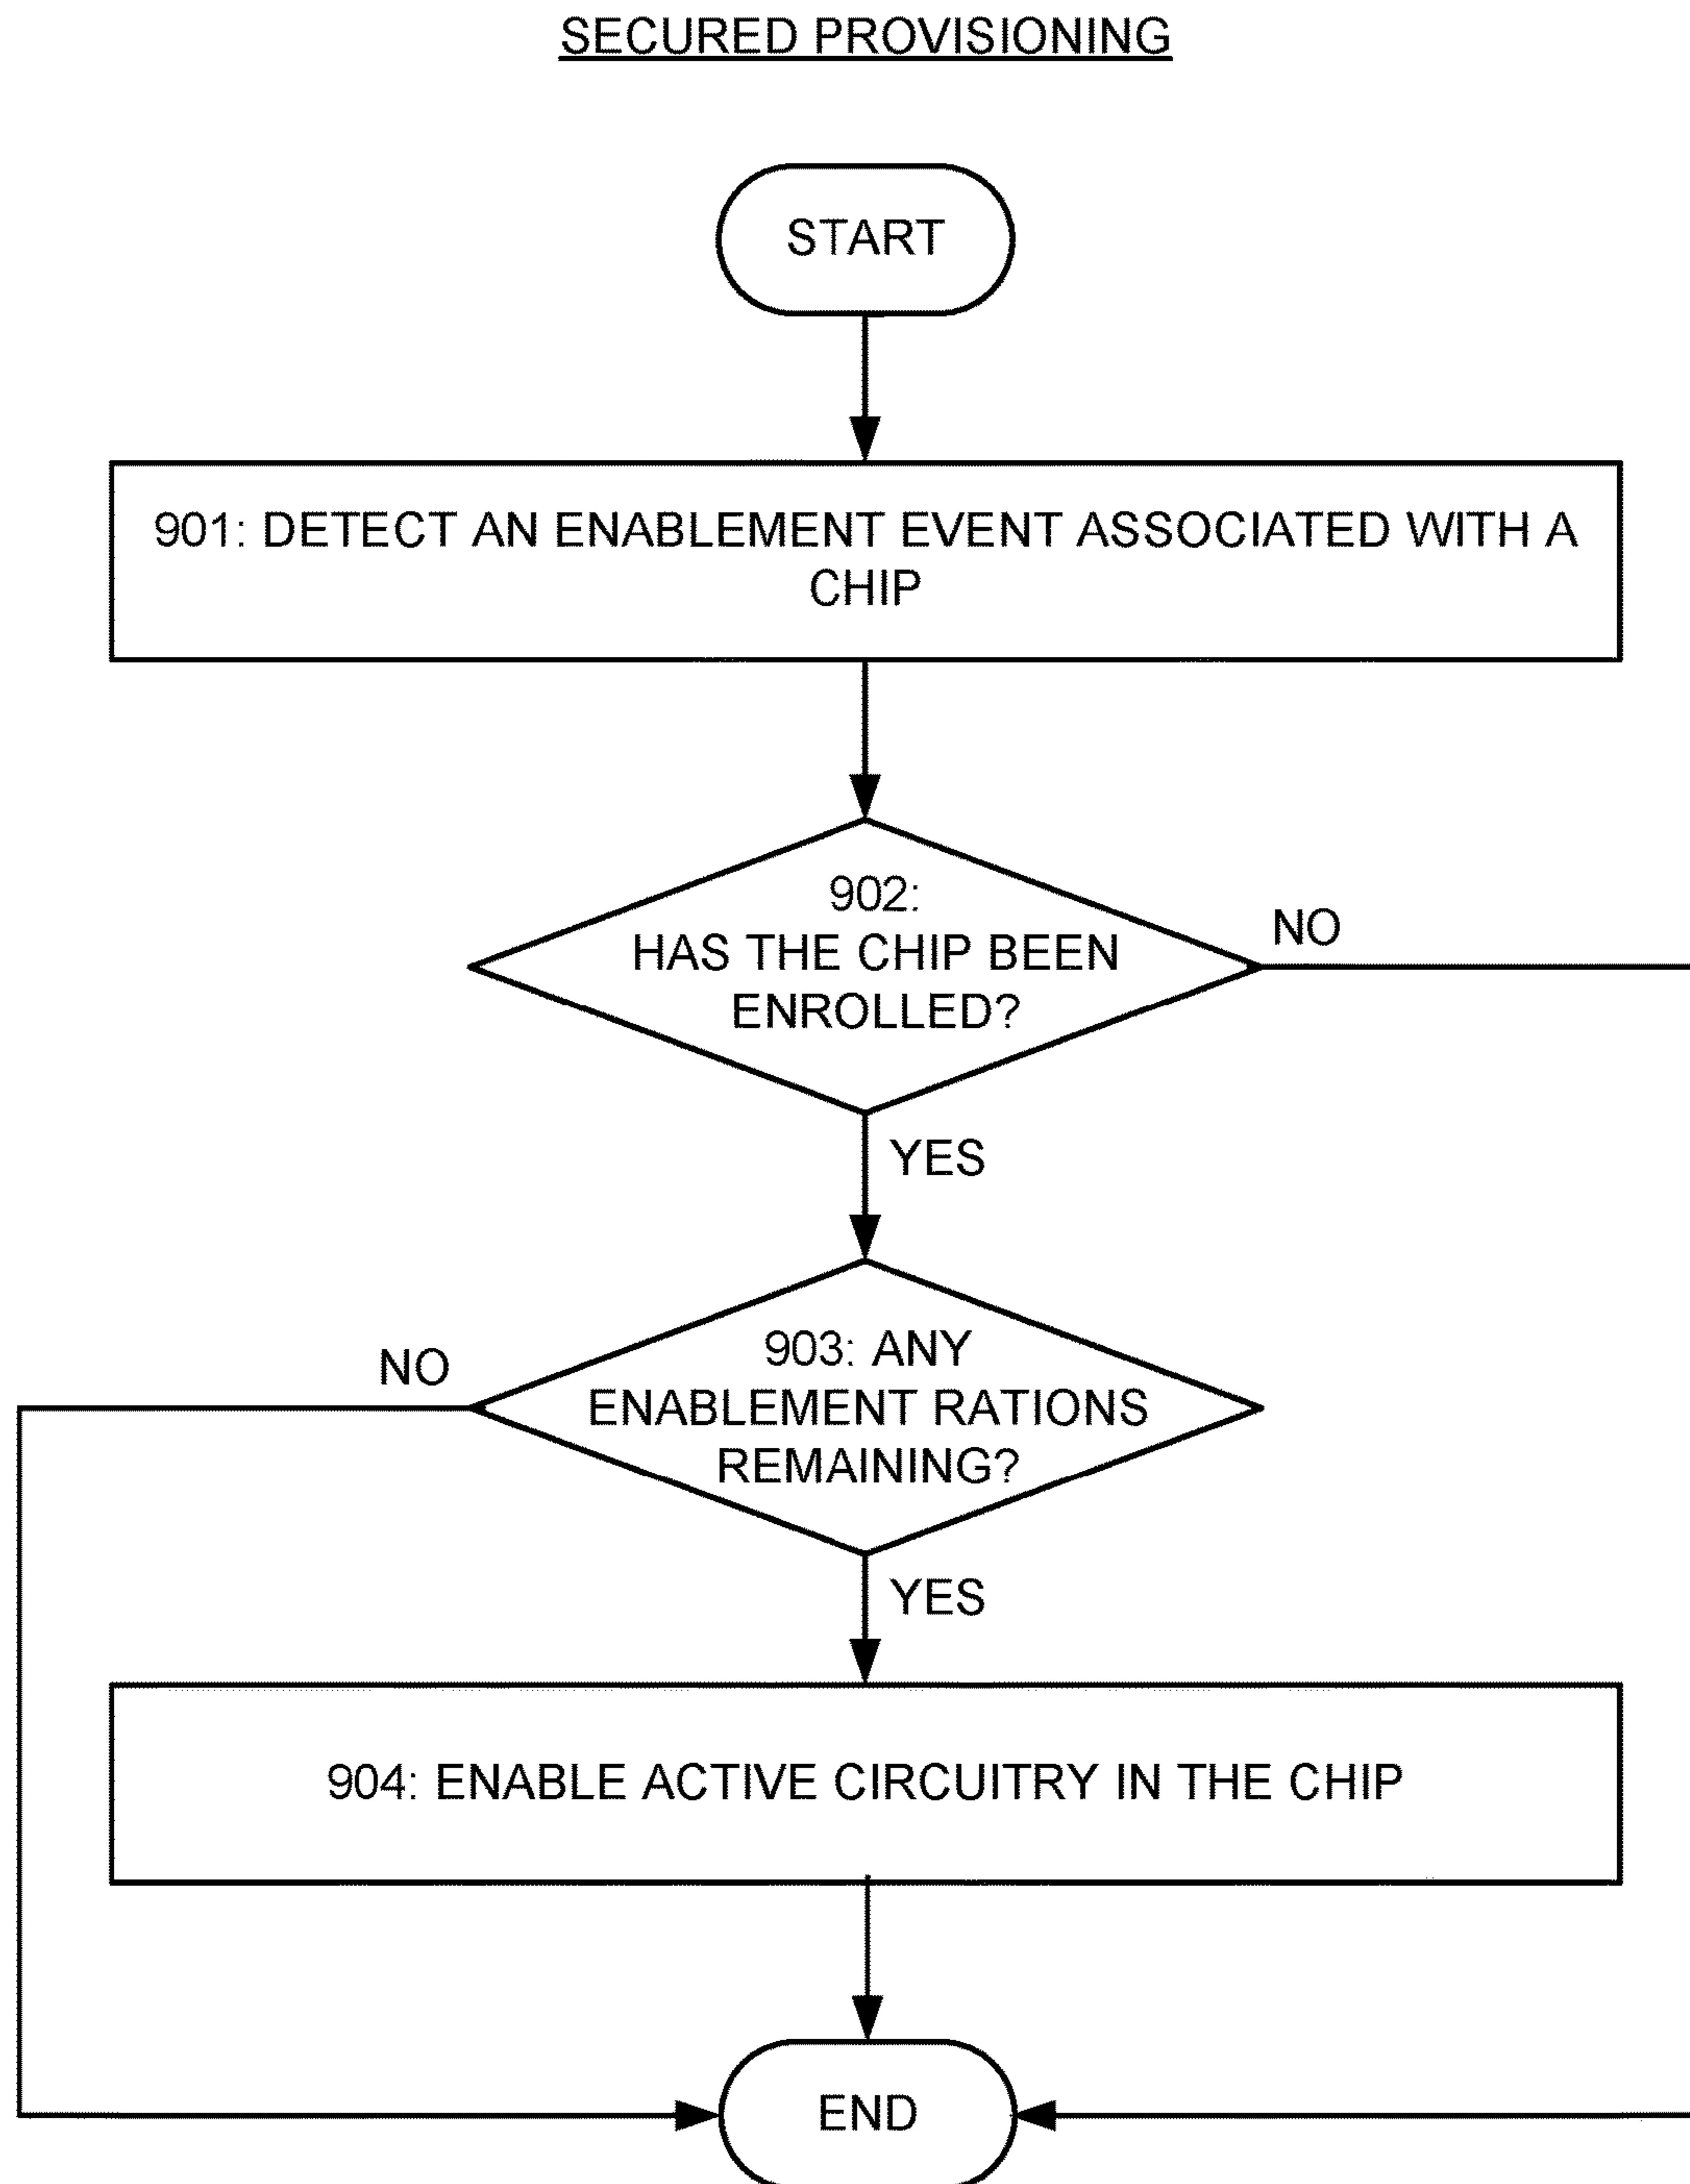 SECURED PROVISIONING
START
901: DETECT AN ENABLEMENT EVENT ASSOCIATED WITH A
CHIP
902:
HAS THE CHIP BEEN
ENROLLED?
NO
YES
903: ANY
ENABLEMENT RATIONS
REMAINING?
NO
YES
904: ENABLE ACTIVE CIRCUITRY IN THE CHIP
END